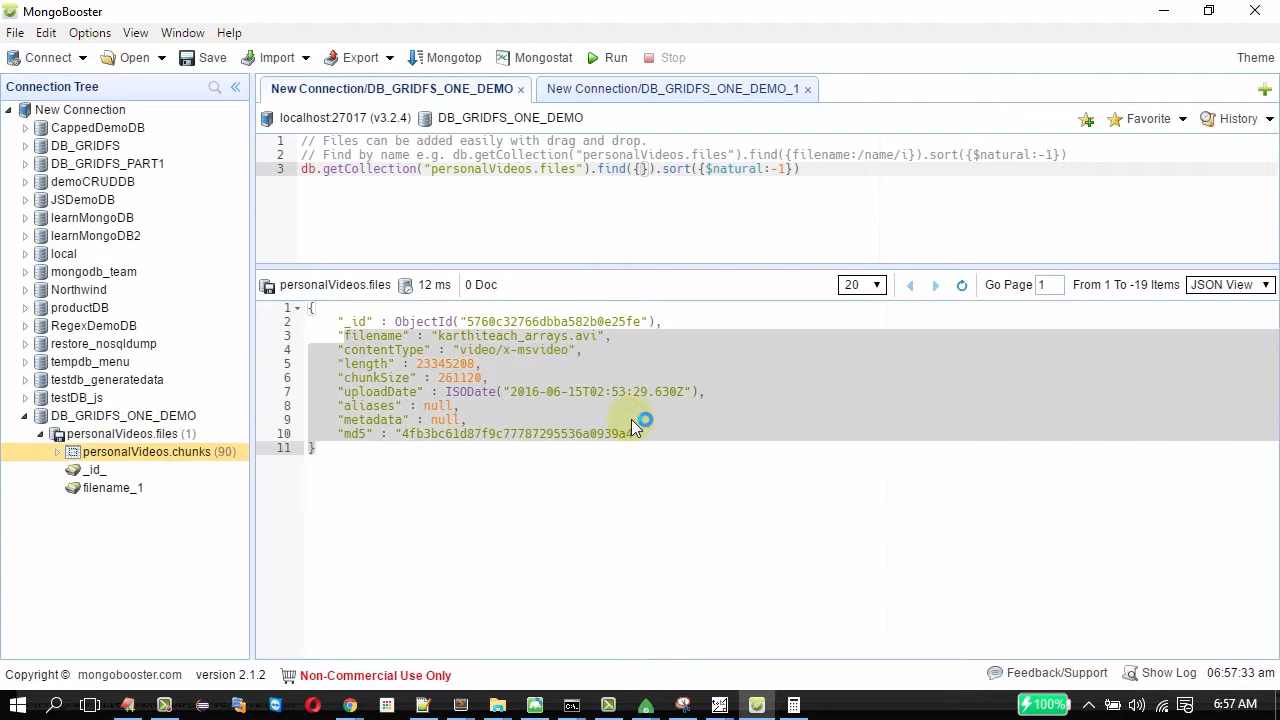 MongoBooster
File Edit Options View Window Help
Connect Open Save Import Export Mongotop Mongostat Run Stop Theme
Connection Tree
New Connection/DB_GRIDFS_ONE_DEMO × New Connection/DB_GRIDFS_ONE_DEMO_1 ×
New Connection
CappedDemoDB
DB_GRIDFS
DB_GRIDFS_PART1
demoCRUDDB
JSDemoDB
learnMongoDB
learnMongoDB2
local
mongodb_team
Northwind
productDB
RegexDemoDB
restore_nosqldump
tempdb_menu
testdb_generatedata
testDB_js
DB_GRIDFS_ONE_DEMO
personalVideos.files (1)
personalVideos.chunks (90)
_id_
filename_1
localhost:27017 (v3.2.4) DB_GRIDFS_ONE_DEMO Favorite History
1 // Files can be added easily with drag and drop.
2 // Find by name e.g. db.getCollection("personalVideos.files").find({filename:/name/i}).sort({$natural:-1})
3 db.getCollection("personalVideos.files").find({}).sort({$natural:-1})
personalVideos.files 12 ms 0 Doc 20 Go Page 1 From 1 To -19 Items JSON View
1 {
2 "_id" : ObjectId("5760c32766dbba582b0e25fe"),
3 "filename" : "karthiteach_arrays.avi",
4 "contentType" : "video/x-msvideo",
5 "length" : 23345208,
6 "chunkSize" : 261120,
7 "uploadDate" : ISODate("2016-06-15T02:53:29.630Z"),
8 "aliases" : null,
9 "metadata" : null,
10 "md5" : "4fb3bc61d87f9c77787295536a0939a4
11 }
Copyright © mongobooster.com version 2.1.2 Non-Commercial Use Only Feedback/Support Show Log 06:57:33 am
100% 6:57 AM